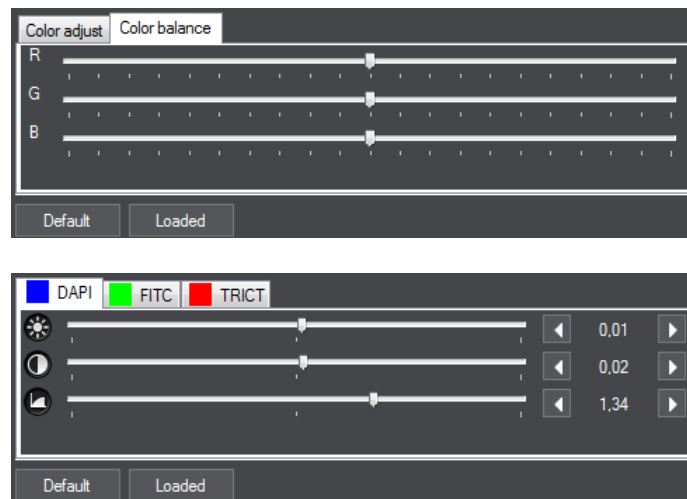 Color adjust Color balance
R
G
B
Default Loaded
DAPI FITC TRICT
0,01
0,02
1,34
Default Loaded